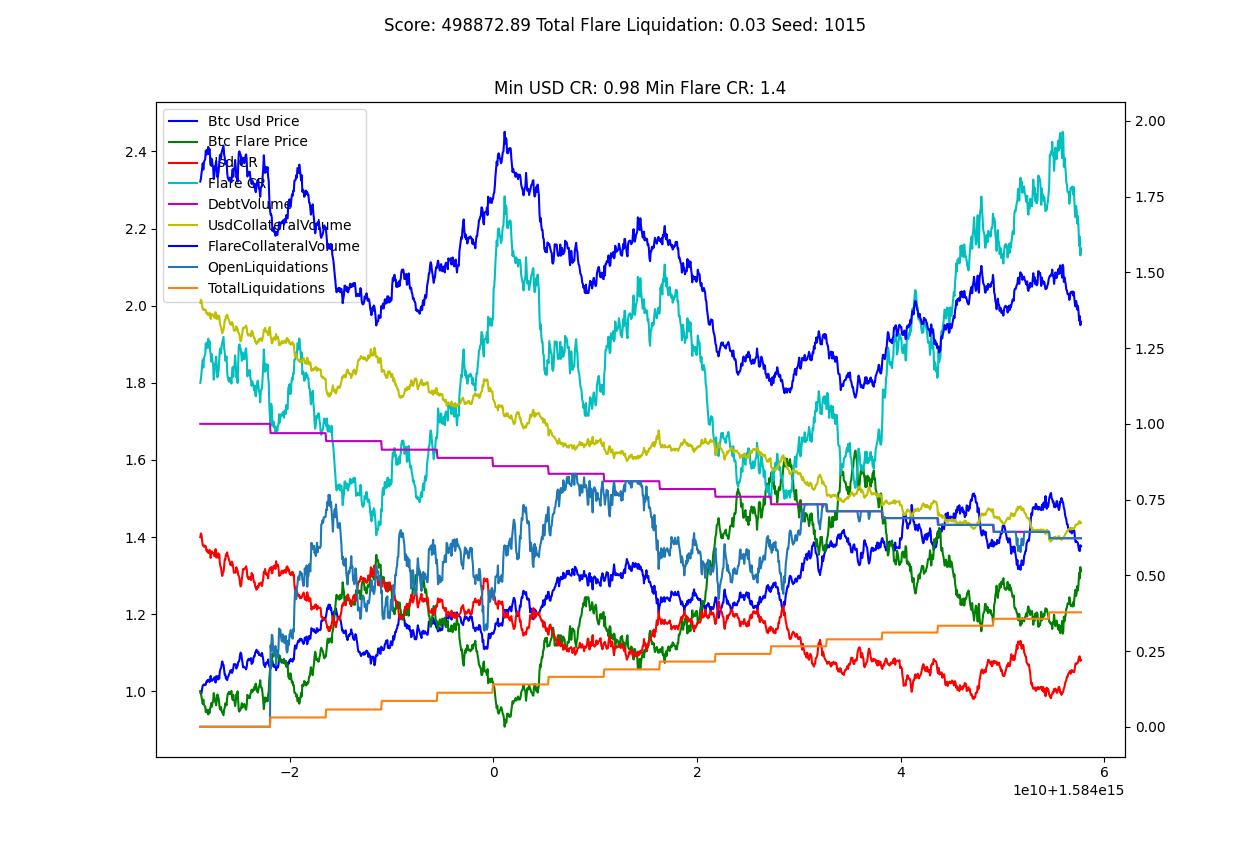 Score: 498872.89 Total Flare Liquidation: 0.03 Seed: 1015
Min USD CR: 0.98 Min Flare CR: 1.4
Btc Usd Price
Btc Flare Price
Usd CR
Flare CR
DebtVolume
UsdCollateralVolume
FlareCollateralVolume
OpenLiquidations
TotalLiquidations
2.4
2.2
2.0
1.8
1.6
1.4
1.2
1.0
2.00
1.75
1.50
1.25
1.00
0.75
0.50
0.25
0.00
−2 0 2 4 6
1e10+1.584e15